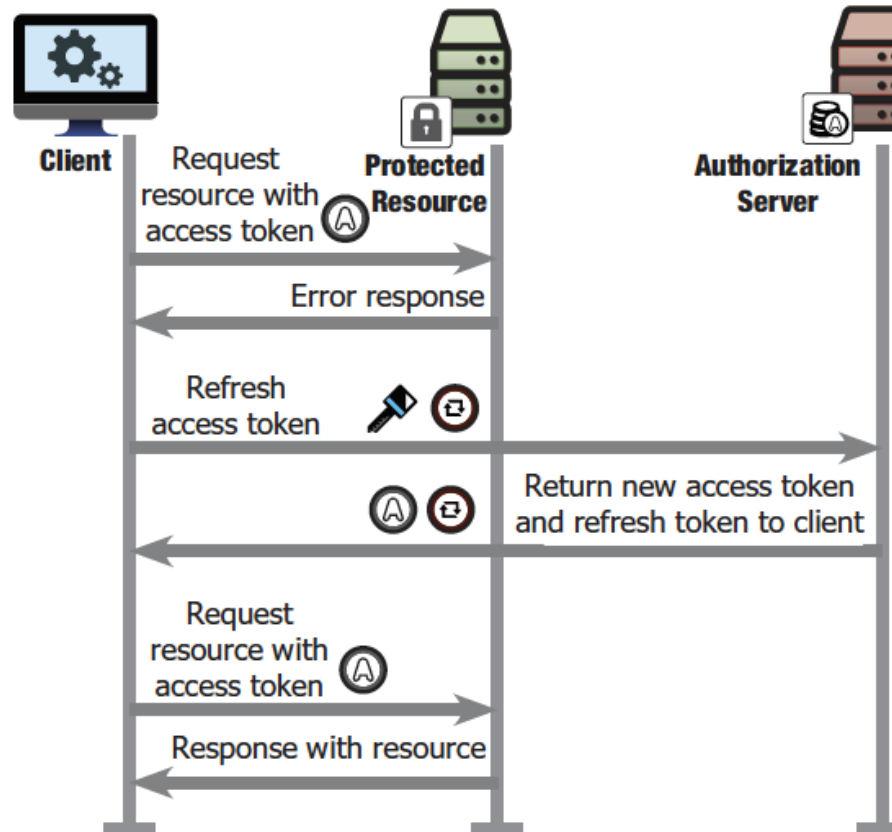 Client
Protected
Resource
Authorization
Server
Request
resource with
access token
A
A
Error response
Refresh
access token
Return new access token
and refresh token to client
A
Request
resource with
access token
A
Response with resource